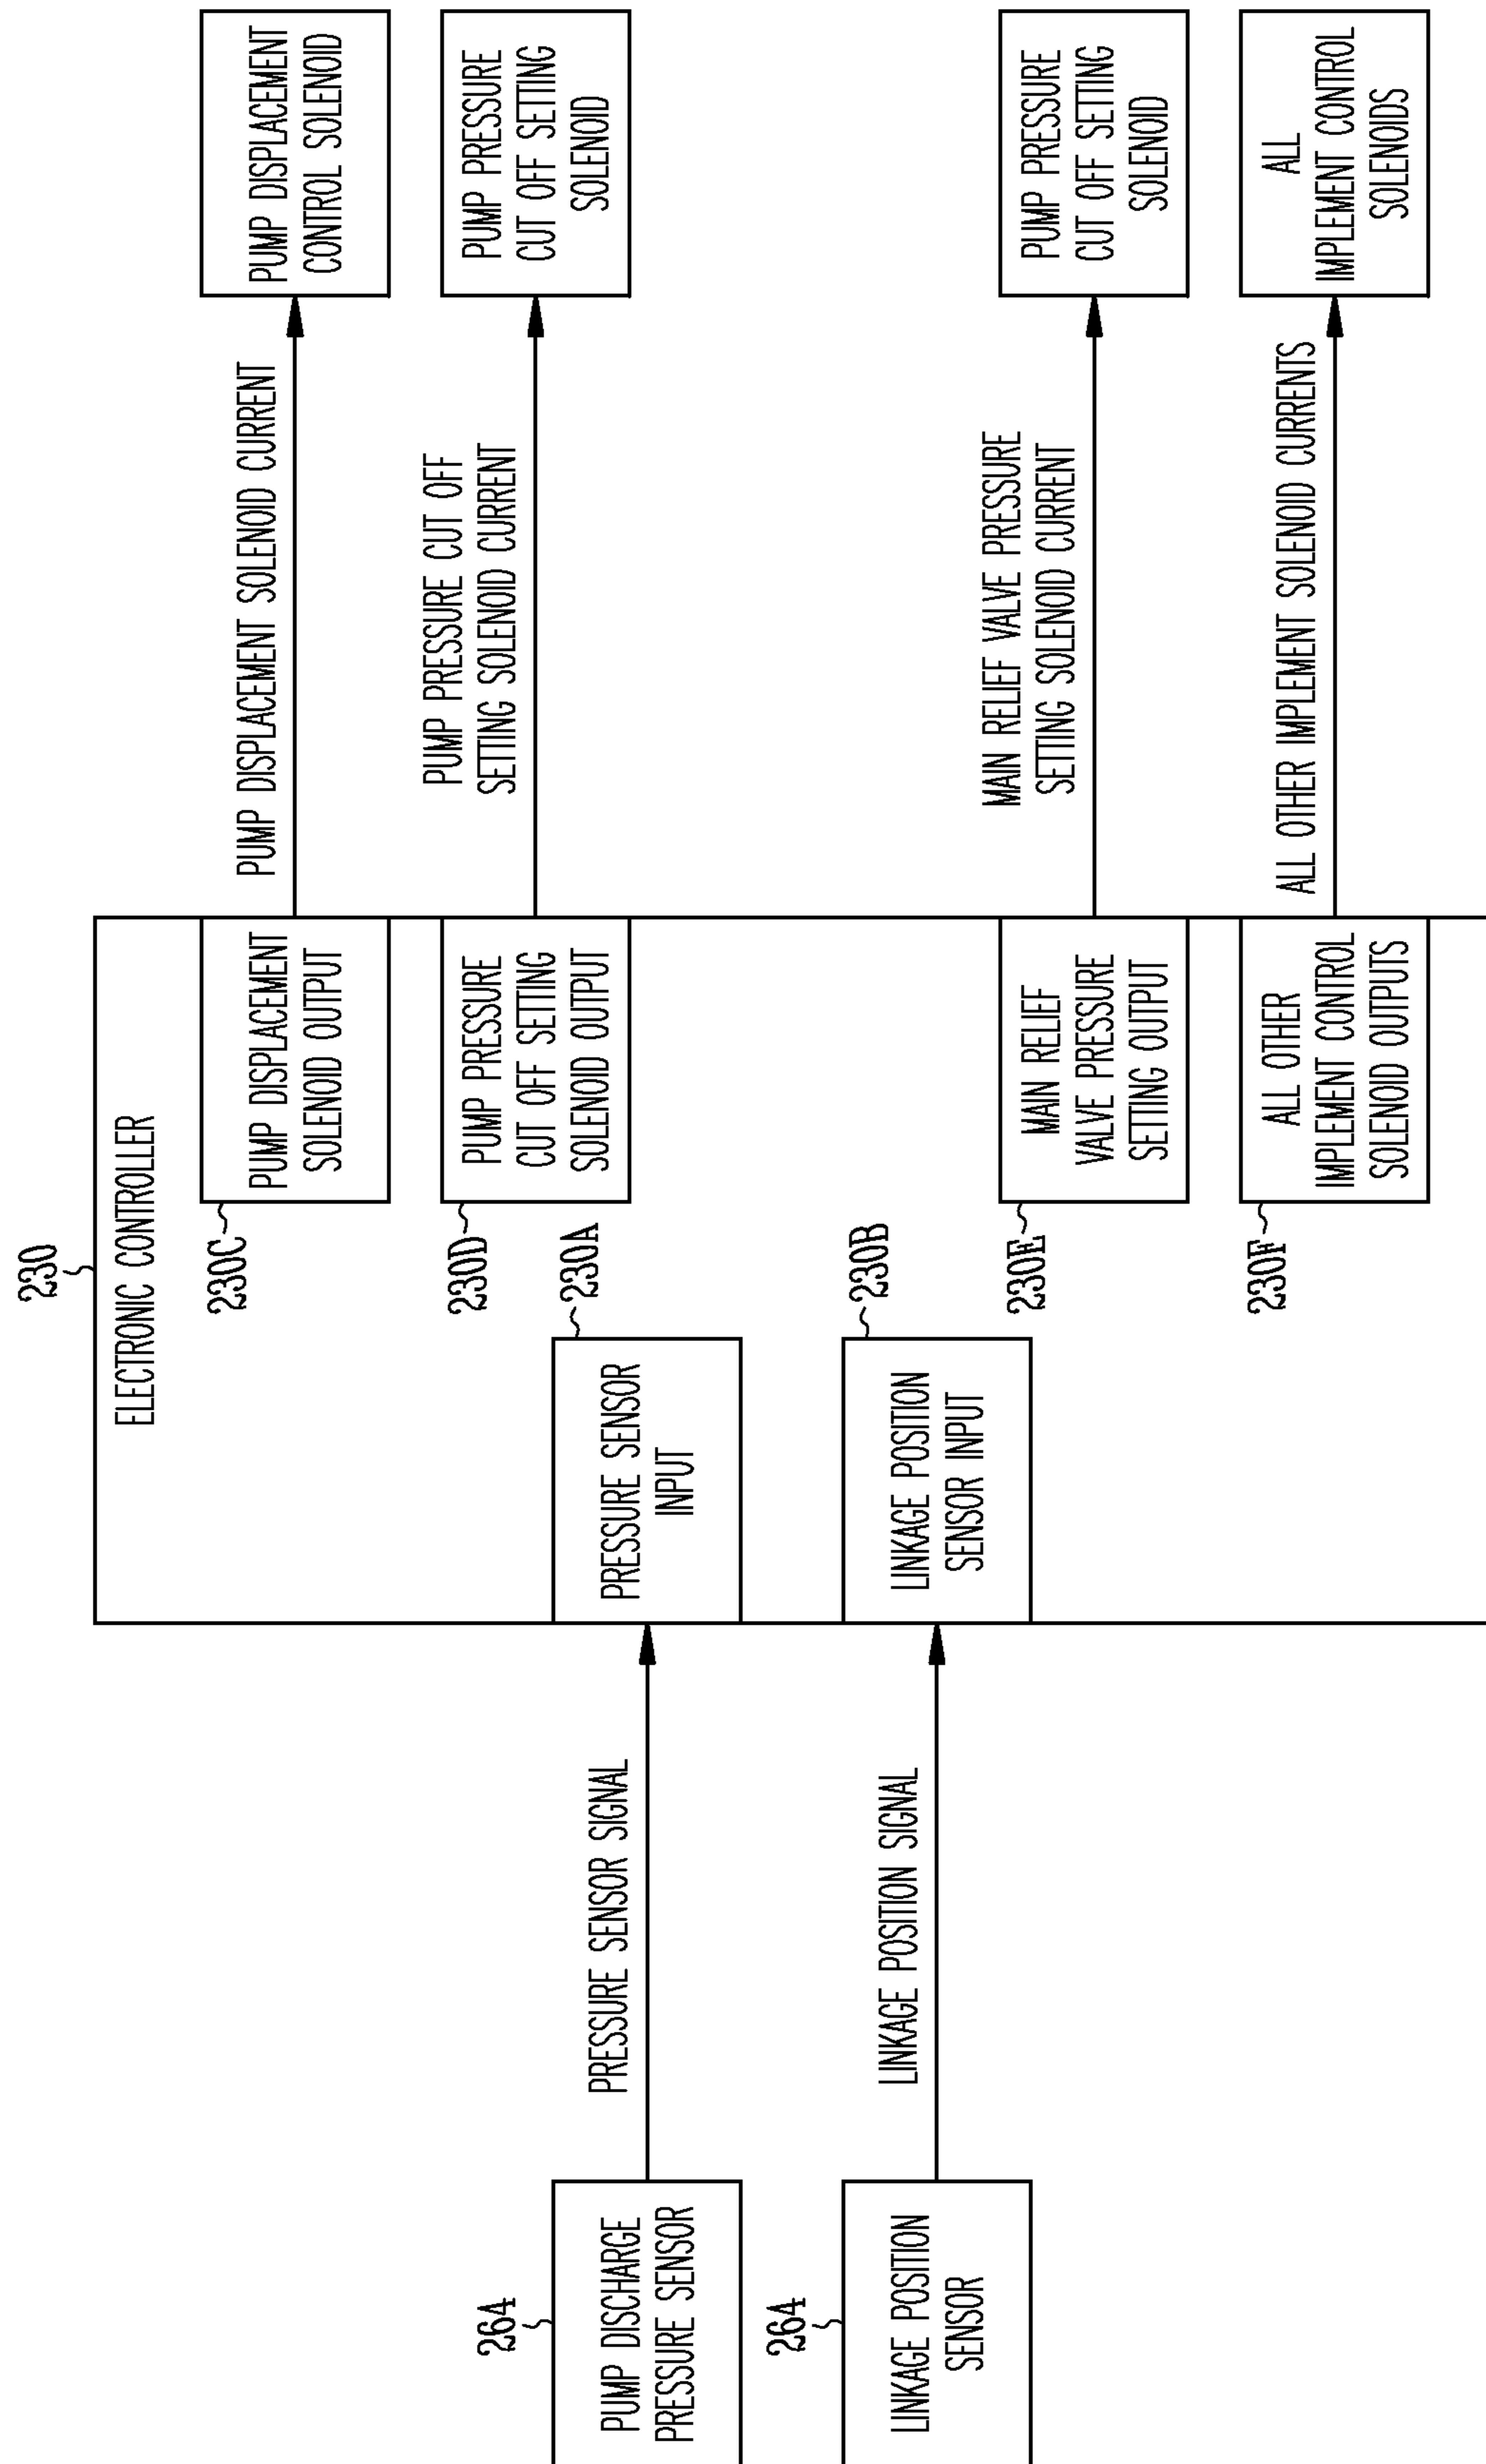 230
ELECTRONIC CONTROLLER
264
PUMP DISCHARGE
PRESSURE SENSOR
PRESSURE SENSOR SIGNAL
230A
PRESSURE SENSOR
INPUT
264
LINKAGE POSITION
SENSOR
LINKAGE POSITION SIGNAL
230B
LINKAGE POSITION
SENSOR INPUT
230C
PUMP DISPLACEMENT
SOLENOID OUTPUT
PUMP DISPLACEMENT SOLENOID CURRENT
PUMP DISPLACEMENT
CONTROL SOLENOID
230D
PUMP PRESSURE
CUT OFF SETTING
SOLENOID OUTPUT
PUMP PRESSURE CUT OFF
SETTING SOLENOID CURRENT
PUMP PRESSURE
CUT OFF SETTING
SOLENOID
230E
MAIN RELIEF
VALVE PRESSURE
SETTING OUTPUT
MAIN RELIEF VALVE PRESSURE
SETTING SOLENOID CURRENT
PUMP PRESSURE
CUT OFF SETTING
SOLENOID
230F
ALL OTHER
IMPLEMENT CONTROL
SOLENOID OUTPUTS
ALL OTHER IMPLEMENT SOLENOID CURRENTS
ALL
IMPLEMENT CONTROL
SOLENOIDS